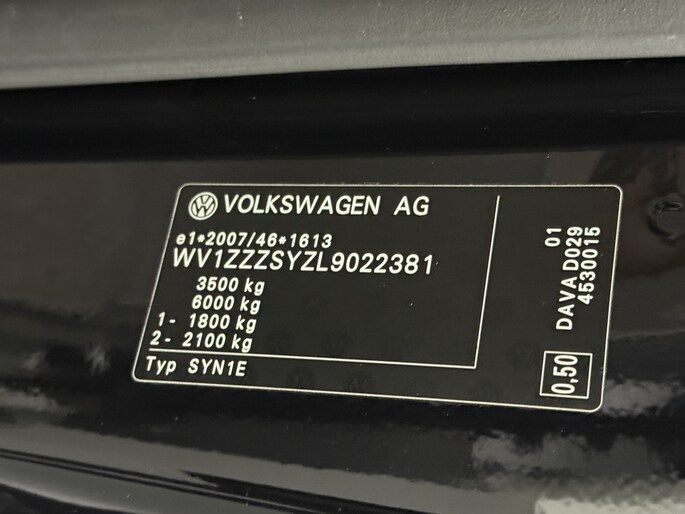 VOLKSWAGEN AG
e1*2007/46*1613
WV1ZZZSYZL9022381
3500 kg
6000 kg
1- 1800 kg
2- 2100 kg
Typ SYN1E
01
DAVA D029
4530015
0,50